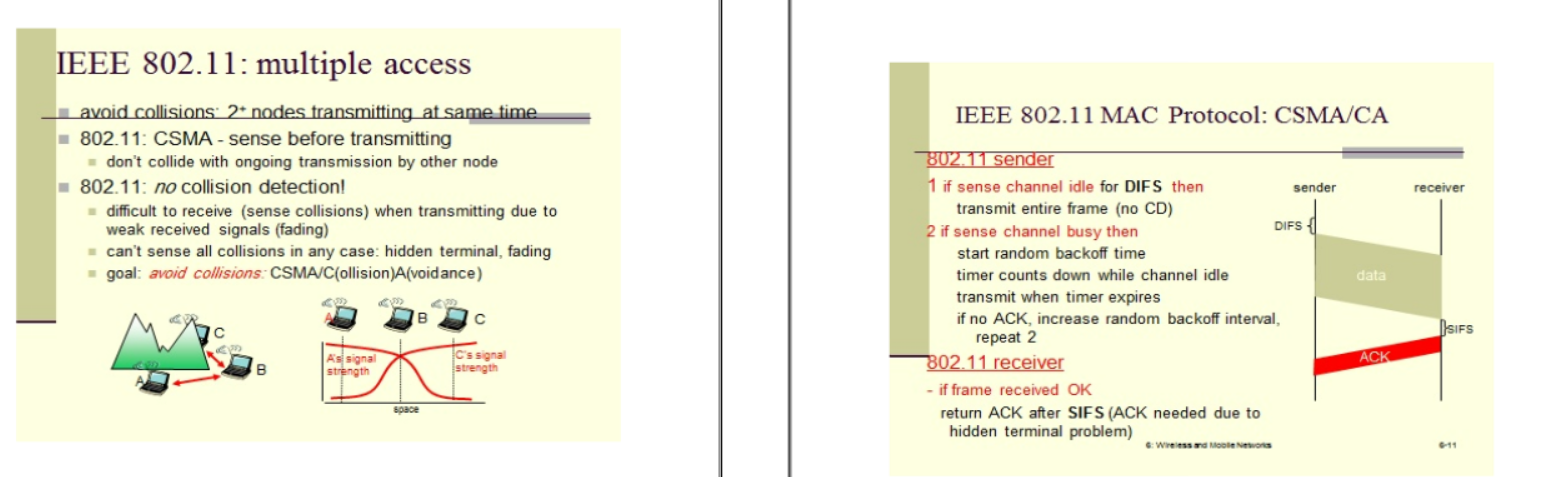 IEEE 802.11: multiple access
avoid collisions: 2+ nodes transmitting at same time
802.11: CSMA - sense before transmitting
don't collide with ongoing transmission by other node
802.11: no collision detection!
difficult to receive (sense collisions) when transmitting due to
weak received signals (fading)
can't sense all collisions in any case: hidden terminal, fading
goal: avoid collisions: CSMA/C(ollision)A(voidance)
A
B
C
A
B
C
A's signal
strength
C's signal
strength
space
IEEE 802.11 MAC Protocol: CSMA/CA
802.11 sender
1 if sense channel idle for DIFS then
transmit entire frame (no CD)
2 if sense channel busy then
start random backoff time
timer counts down while channel idle
transmit when timer expires
if no ACK, increase random backoff interval,
repeat 2
802.11 receiver
- if frame received OK
return ACK after SIFS (ACK needed due to
hidden terminal problem)
sender
receiver
DIFS
data
SIFS
ACK
6: Wireless and Mobile Networks
6-11